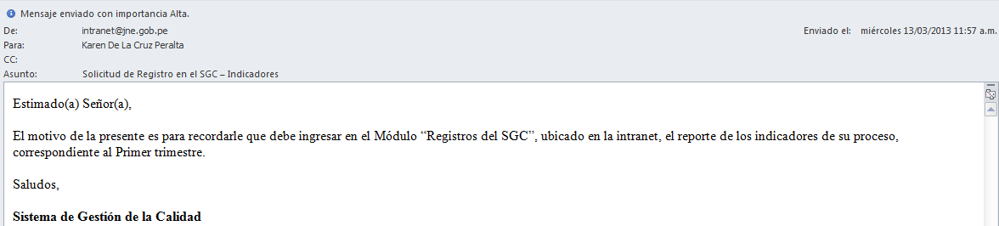 Mensaje enviado con importancia Alta.
De: intranet@jne.gob.pe Enviado el: miércoles 13/03/2013 11:57 a.m.
Para: Karen De La Cruz Peralta
CC:
Asunto: Solicitud de Registro en el SGC – Indicadores
Estimado(a) Señor(a),
El motivo de la presente es para recordarle que debe ingresar en el Módulo “Registros del SGC”, ubicado en la intranet, el reporte de los indicadores de su proceso,
correspondiente al Primer trimestre.
Saludos,
Sistema de Gestión de la Calidad